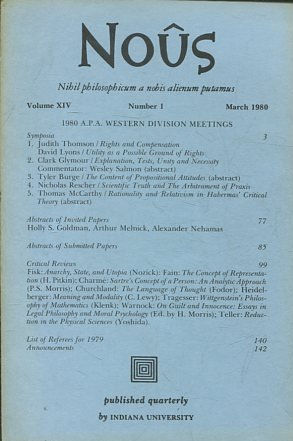 NOÛS
Nihil philosophicum a nobis alienum putamus
Volume XIV Number 1 March 1980
1980 A.P.A. WESTERN DIVISION MEETINGS
Symposia 3
1. Judith Thomson / Rights and Compensation
David Lyons / Utility as a Possible Ground of Rights
2. Clark Glymour / Explanation, Tests, Unity and Necessity
Commentator: Wesley Salmon (abstract)
3. Tyler Burge / The Content of Propositional Attitudes (abstract)
4. Nicholas Rescher / Scientific Truth and The Arbitrament of Praxis
5. Thomas McCarthy / Rationality and Relativism in Habermas' Critical
Theory (abstract)
Abstracts of Invited Papers 77
Holly S. Goldman, Arthur Melnick, Alexander Nehamas
Abstracts of Submitted Papers 85
Critical Reviews 99
Fisk: Anarchy, State, and Utopia (Nozick); Fain: The Concept of Representa-
tion (H. Pitkin); Charmé: Sartre's Concept of a Person: An Analytic Approach
(P.S. Morris); Churchland: The Language of Thought (Fodor); Heidel-
berger: Meaning and Modality (C. Lewy); Tragesser: Wittgenstein's Philos-
ophy of Mathematics (Klenk); Warnock: On Guilt and Innocence: Essays in
Legal Philosophy and Moral Psychology (Ed. by H. Morris); Teller: Reduc-
tion in the Physical Sciences (Yoshida).
List of Referees for 1979 140
Announcements 142
published quarterly
by INDIANA UNIVERSITY